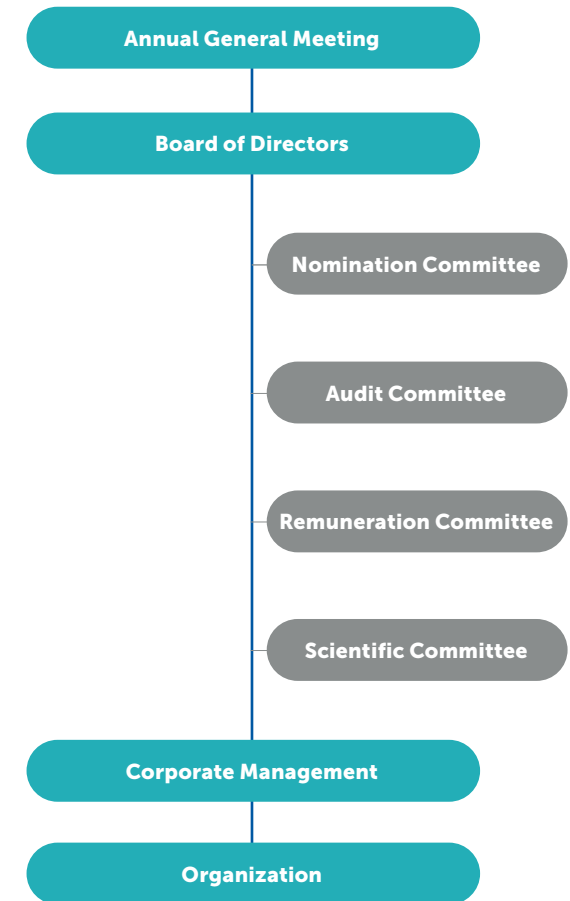 Annual General Meeting
Board of Directors
Nomination Committee
Audit Committee
Remuneration Committee
Scientific Committee
Corporate Management
Organization